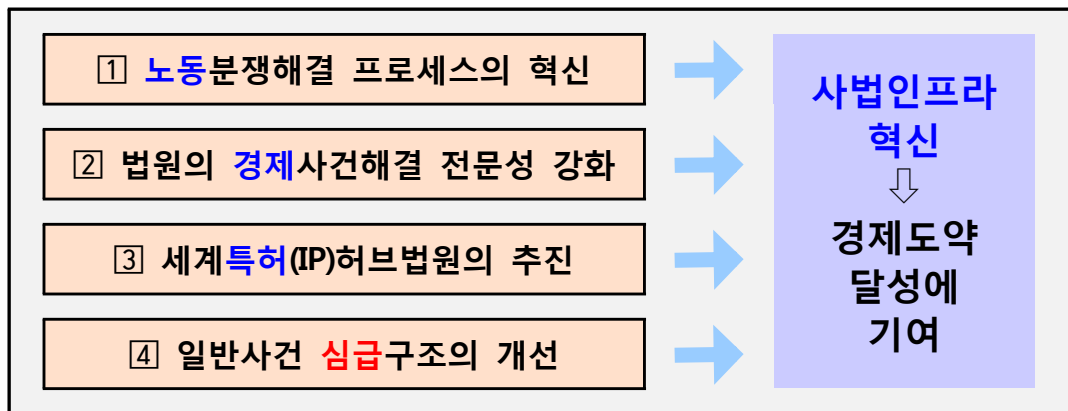 1 노동분쟁해결 프로세스의 혁신
2 법원의 경제사건해결 전문성 강화
3 세계특허(IP)허브법원의 추진
4 일반사건 심급구조의 개선
사법인프라
혁신
⇩
경제도약
달성에
기여